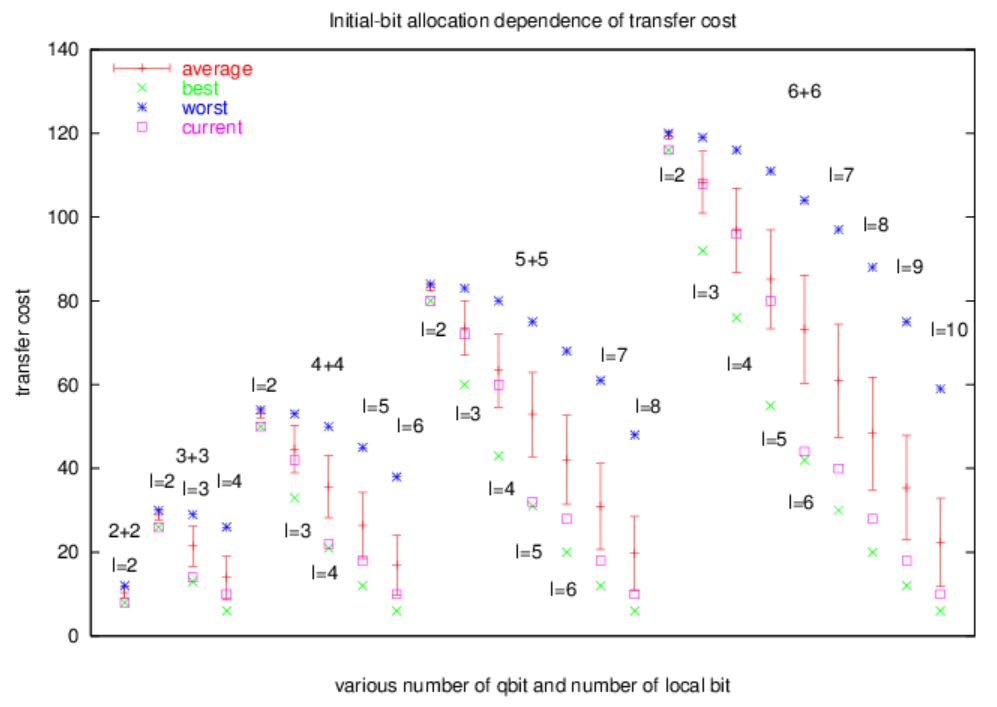 Initial-bit allocation dependence of transfer cost
140
120
100
80
60
40
20
0
transfer cost
average
best
worst
current
2+2
l=2
3+3
l=2
l=3
l=4
4+4
l=2
l=3
l=4
l=5
l=6
5+5
l=2
l=3
l=4
l=5
l=6
l=7
l=8
6+6
l=2
l=3
l=4
l=5
l=6
l=7
l=8
l=9
l=10
various number of qbit and number of local bit